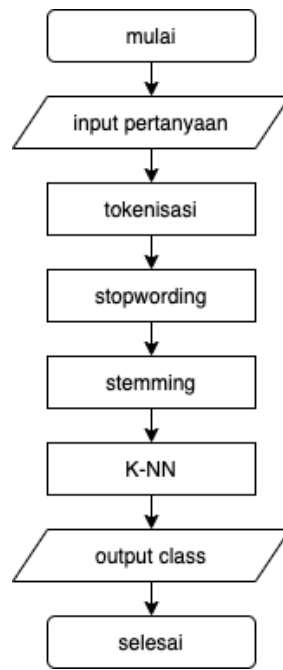 mulai
input pertanyaan
tokenisasi
stopwording
stemming
K-NN
output class
selesai